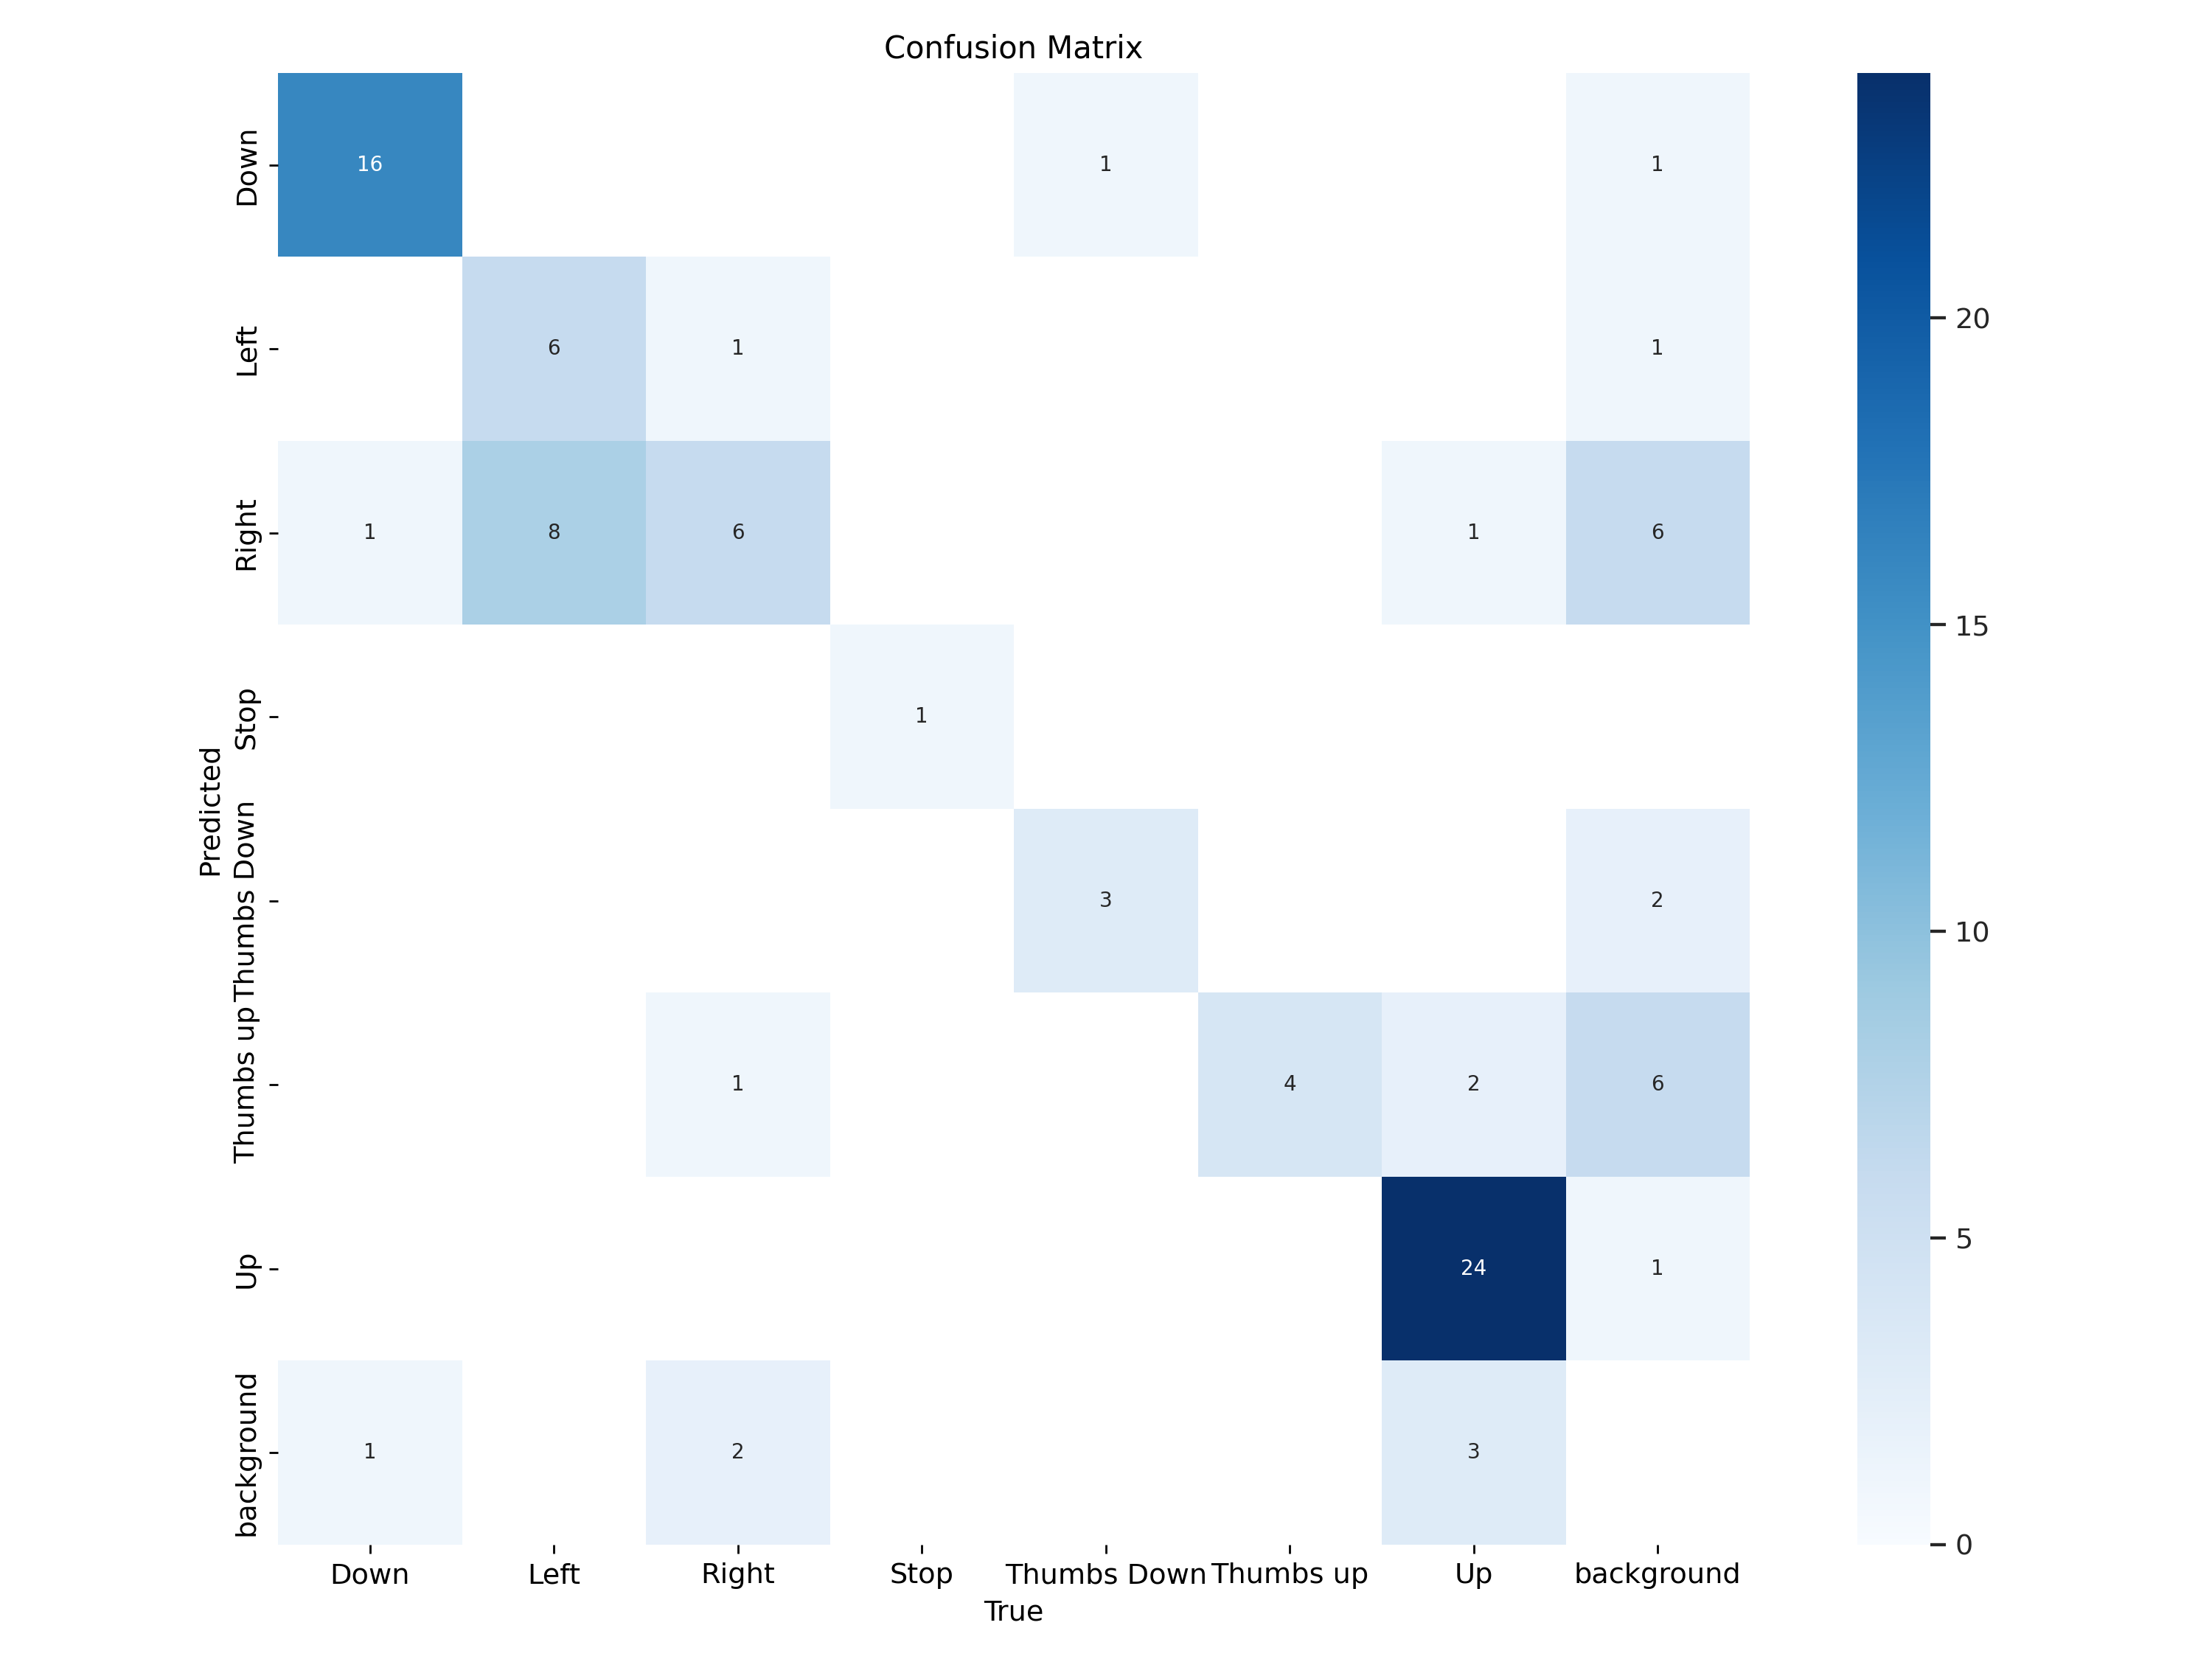 Confusion Matrix
Down
16
1
1
Left
6
1
1
Right
1
8
6
1
6
Stop
1
Thumbs Down
3
2
Thumbs up
1
4
2
6
Up
24
1
background
1
2
3
Predicted
Down
Left
Right
Stop
Thumbs Down
Thumbs up
Up
background
True
20
15
10
5
0